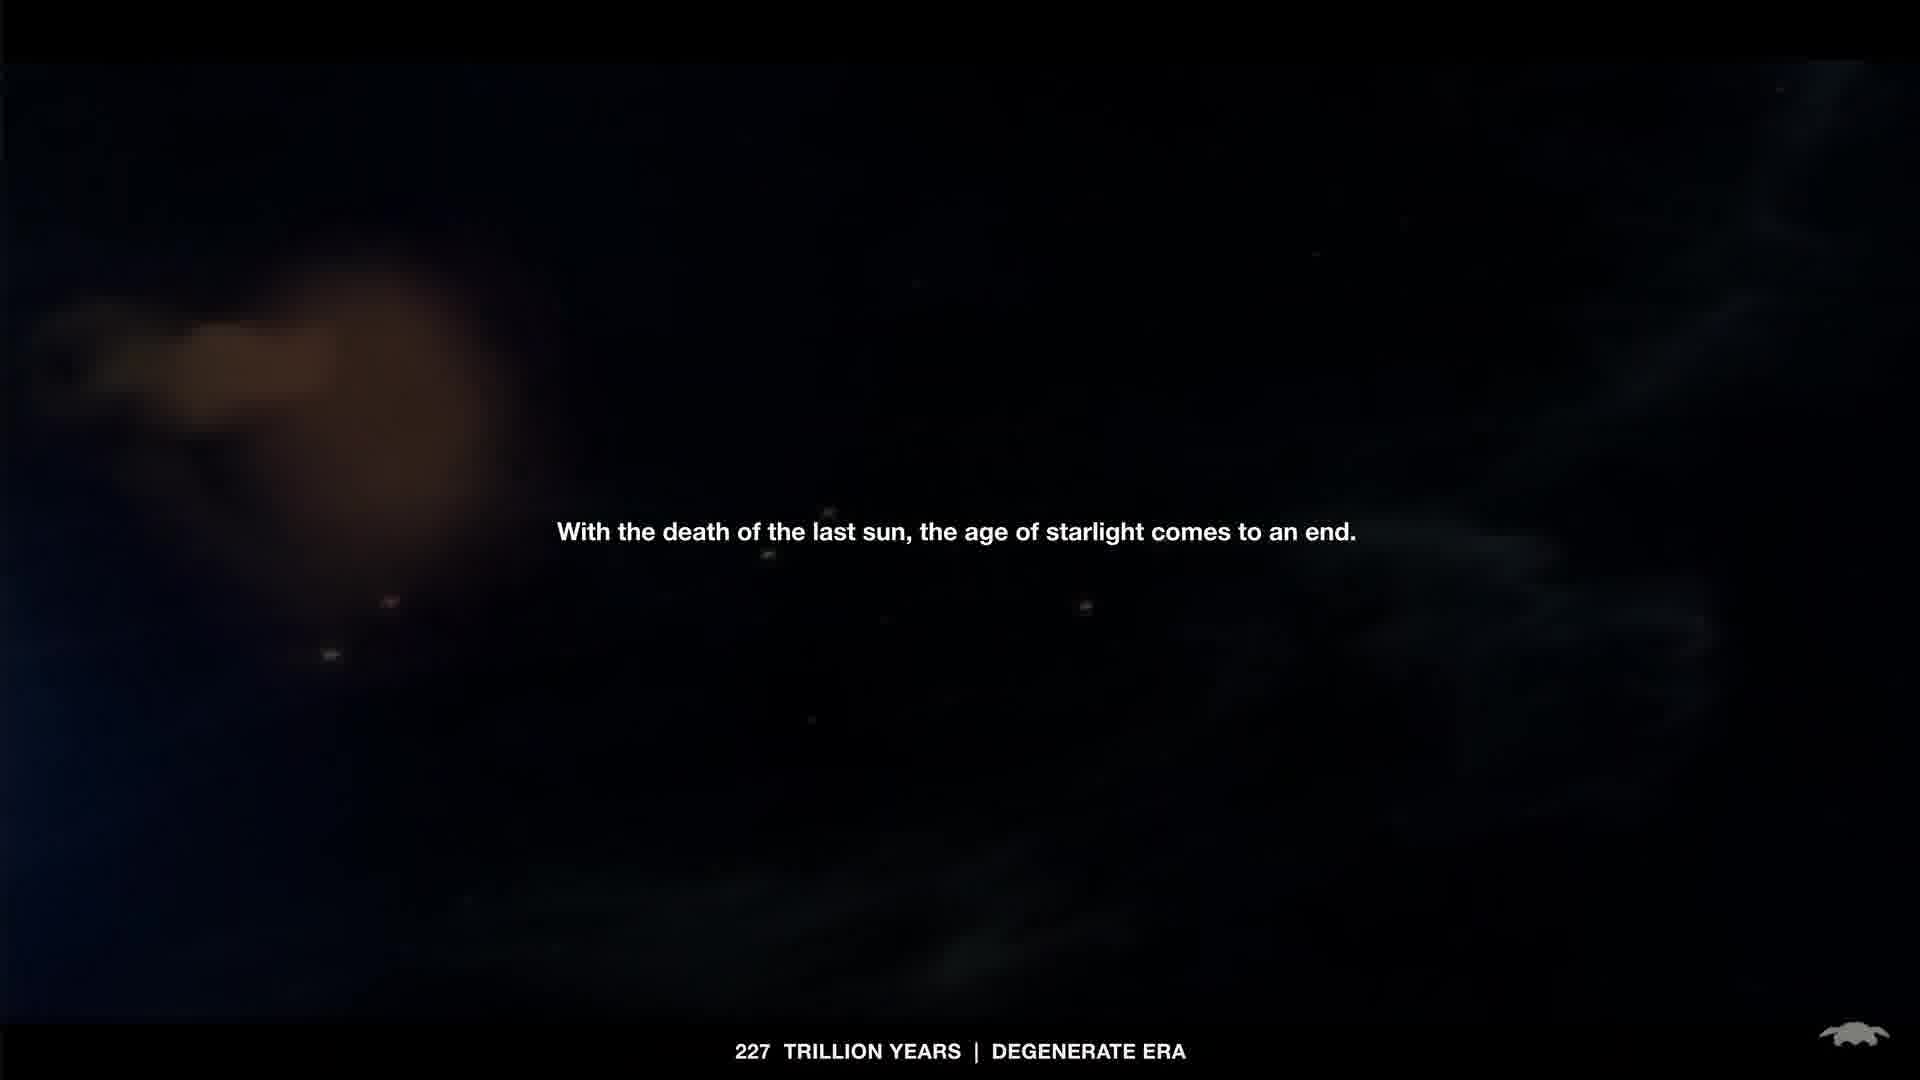 With the death of the last sun, the age of starlight comes to an end.
227 TRILLION YEARS | DEGENERATE ERA